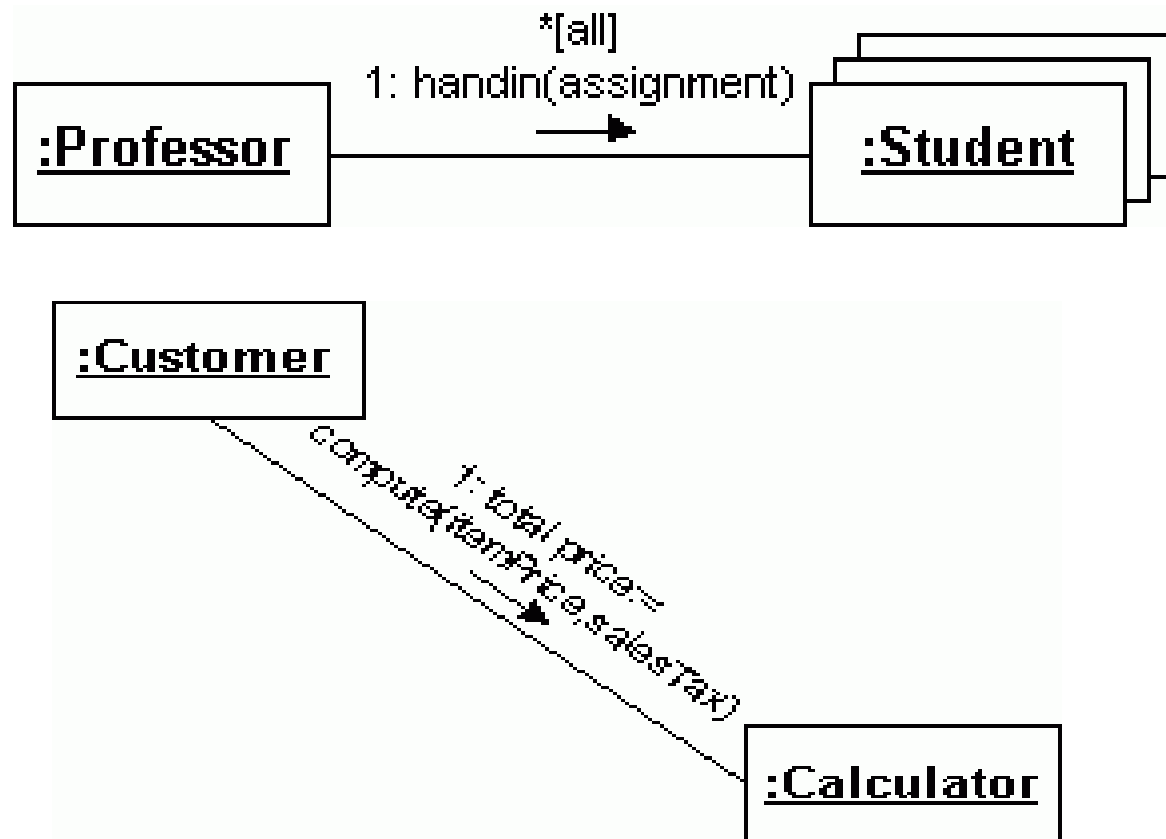 *[all]
1: handin(assignment)
:Professor
:Student
:Customer
1: total price:=
compute(itemPrice,salesTax)
:Calculator